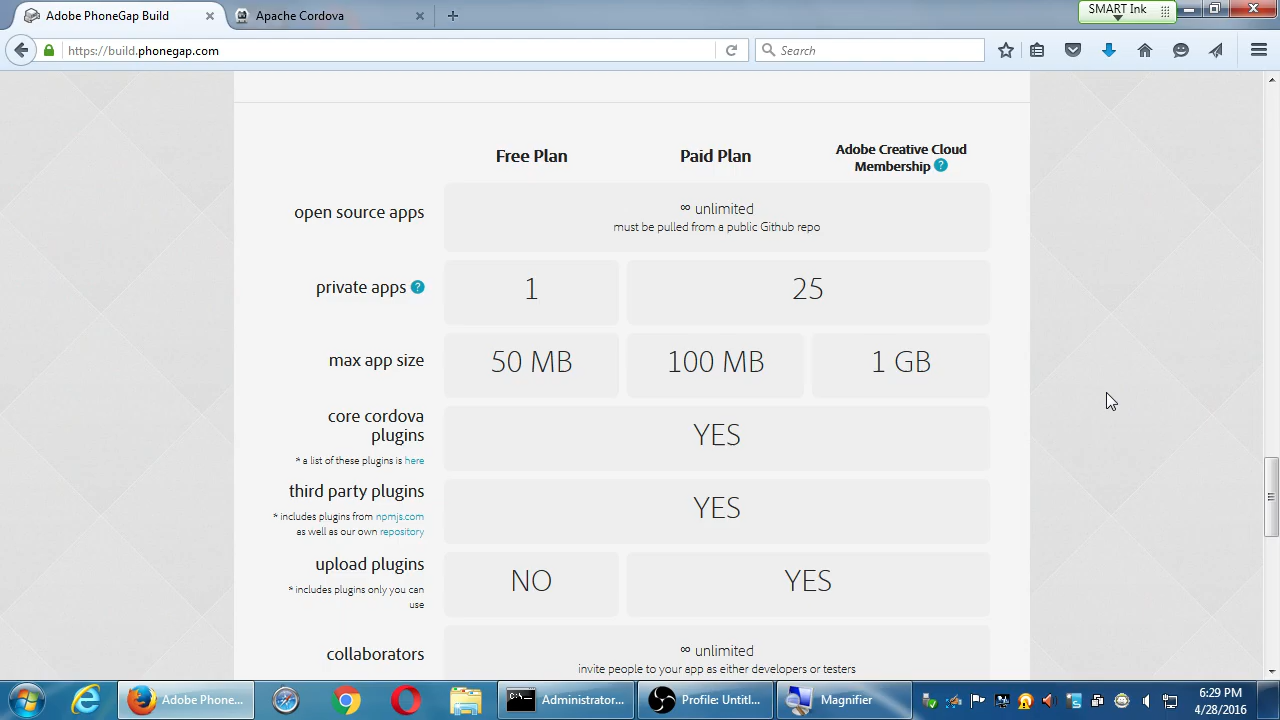 Adobe PhoneGap Build
Apache Cordova
SMART Ink
https://build.phonegap.com
Search
Free Plan
Paid Plan
Adobe Creative Cloud
Membership ?
open source apps
∞ unlimited
must be pulled from a public Github repo
private apps ?
1
25
max app size
50 MB
100 MB
1 GB
core cordova
plugins
* a list of these plugins is here
YES
third party plugins
* includes plugins from npmjs.com
as well as our own repository
YES
upload plugins
* includes plugins only you can
use
NO
YES
collaborators
∞ unlimited
invite people to your app as either developers or testers
Adobe Phone...
Administrator...
Profile: Untitl...
Magnifier
6:29 PM
4/28/2016